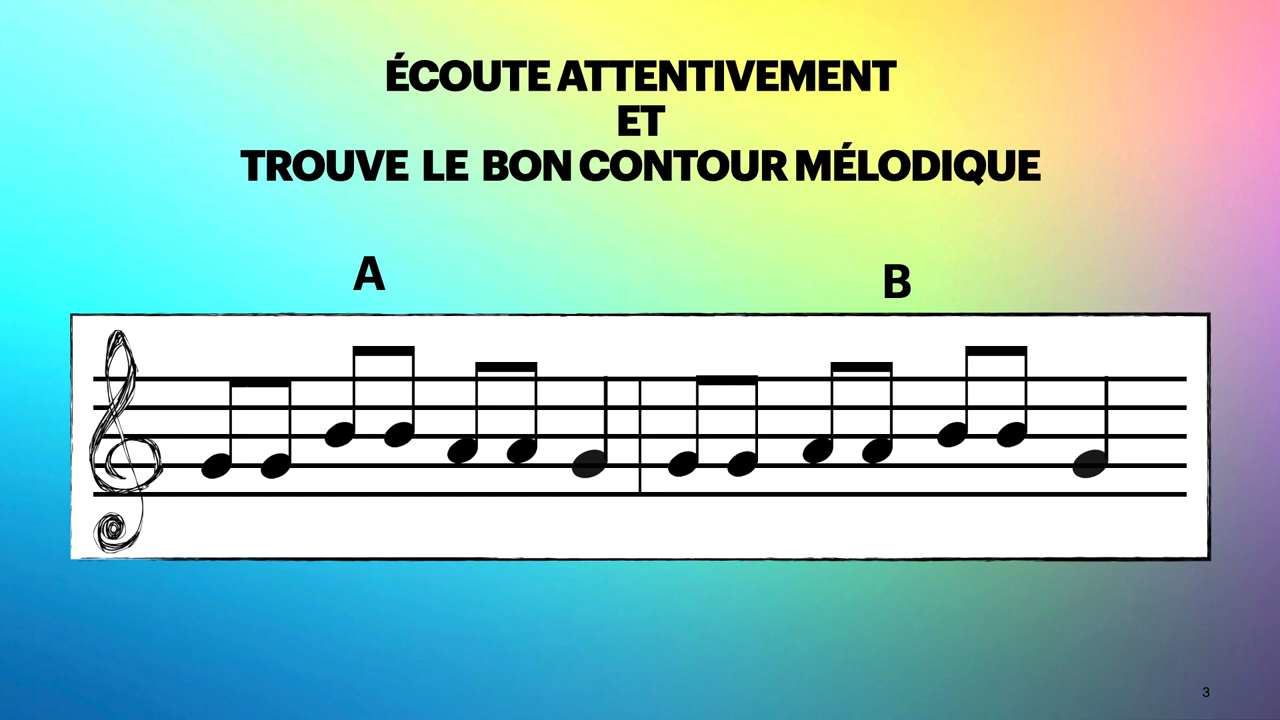 ÉCOUTE ATTENTIVEMENT
ET
TROUVE LE BON CONTOUR MÉLODIQUE
A
B
3